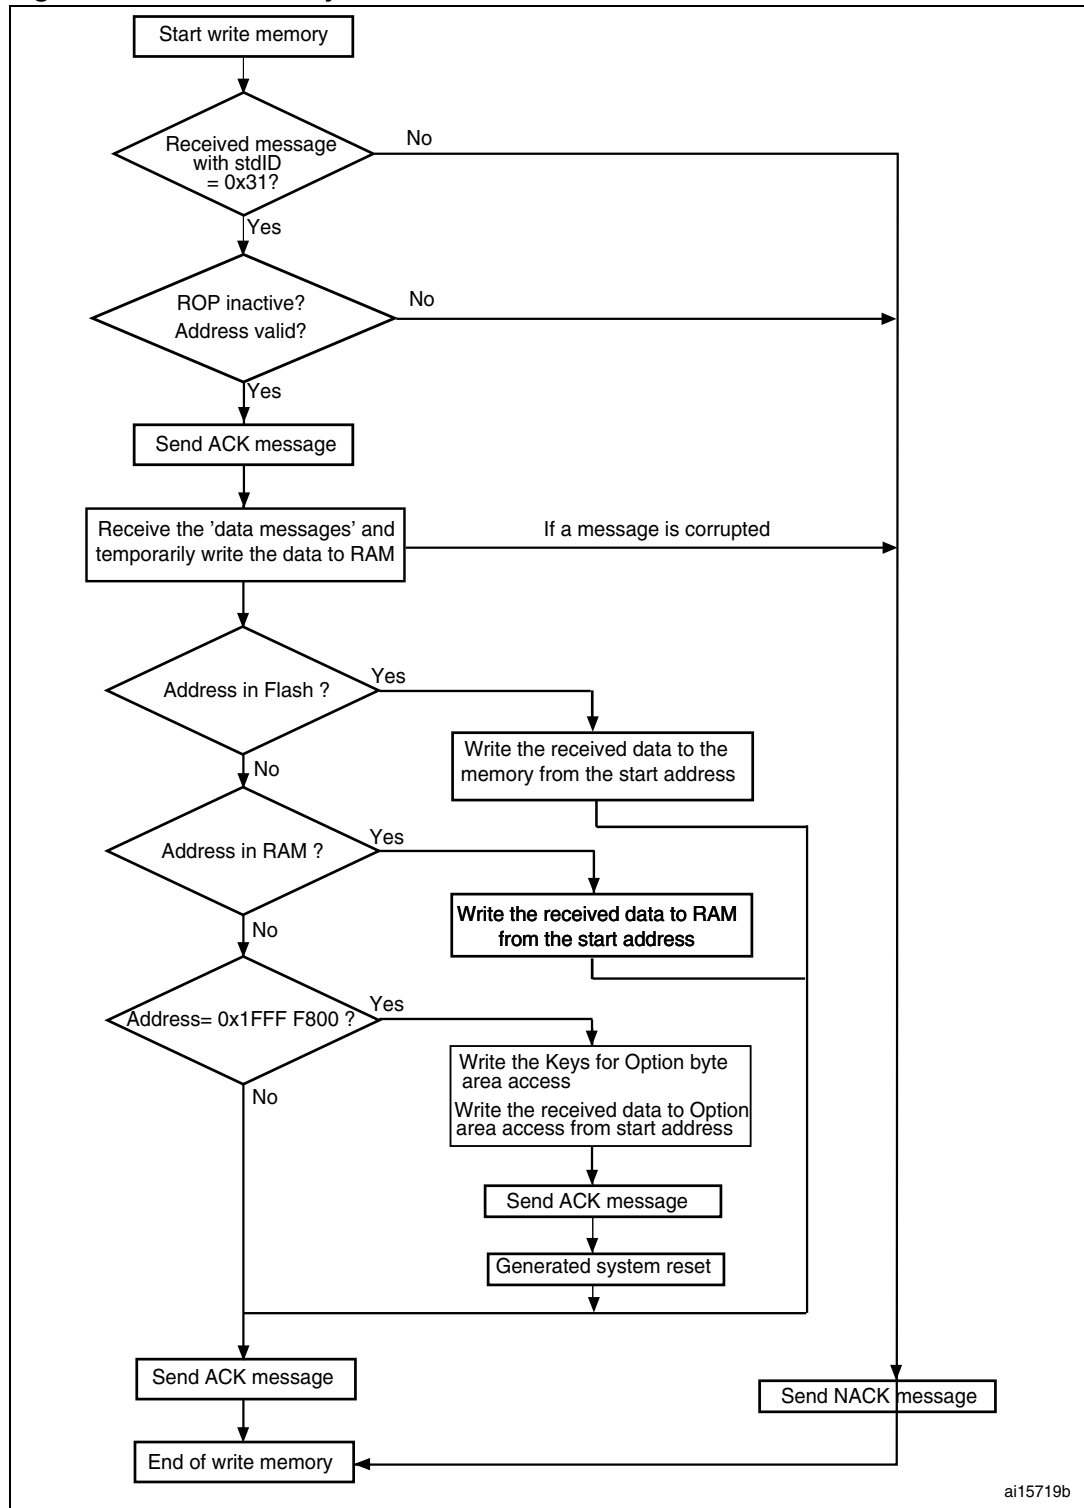 Start write memory
Received message
with stdID
= 0x31?
No
Yes
ROP inactive?
Address valid?
No
Yes
Send ACK message
Receive the 'data messages' and
temporarily write the data to RAM
If a message is corrupted
Address in Flash ?
Yes
Write the received data to the
memory from the start address
No
Address in RAM ?
Yes
Write the received data to RAM
from the start address
No
Address= 0x1FFF F800 ?
Yes
Write the Keys for Option byte
area access
Write the received data to Option
area access from start address
No
Send ACK message
Generated system reset
Send ACK message
Send NACK message
End of write memory
ai15719b